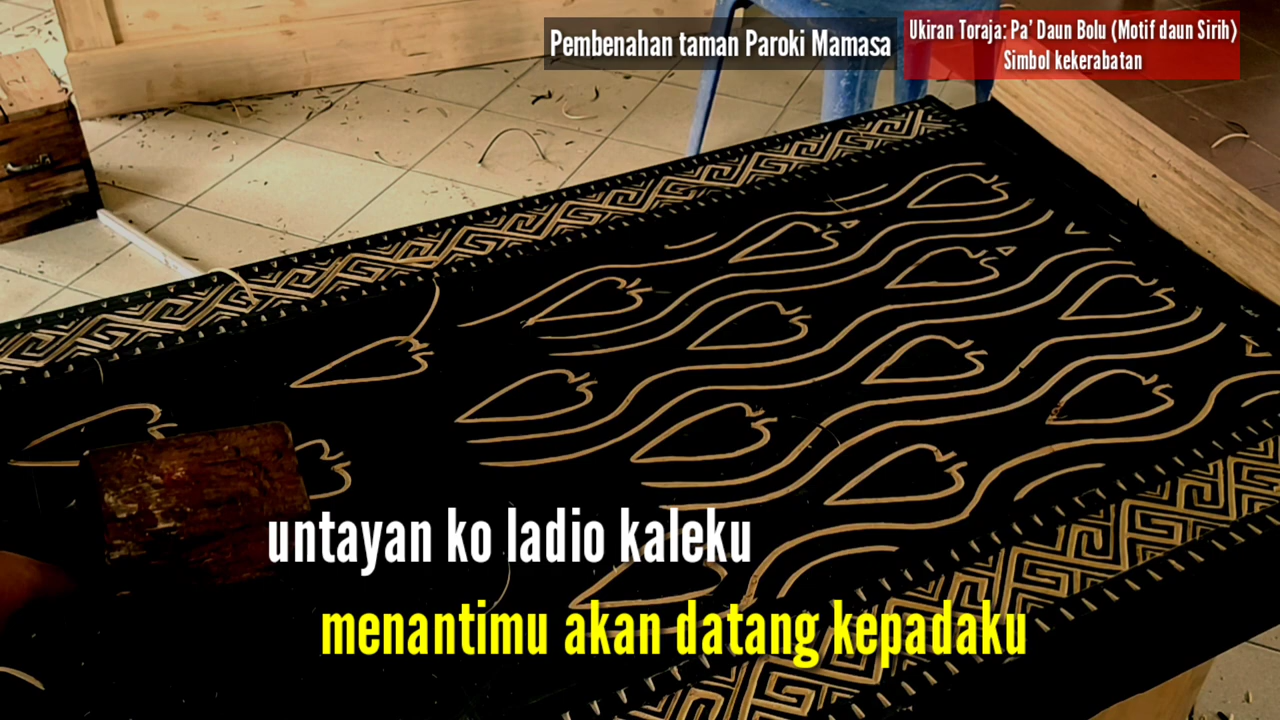 Pembenahan taman Paroki Mamasa
Ukiran Toraja: Pa' Daun Bolu (Motif daun Sirih)
Simbol kekerabatan
untayan ko ladio kaleku
menantimu akan datang kepadaku